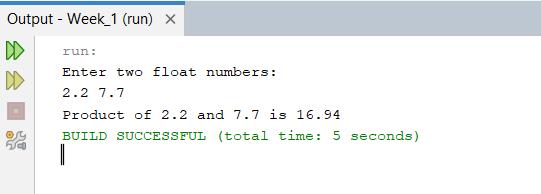 Output - Week_1 (run) ×
run:
Enter two float numbers:
2.2 7.7
Product of 2.2 and 7.7 is 16.94
BUILD SUCCESSFUL (total time: 5 seconds)